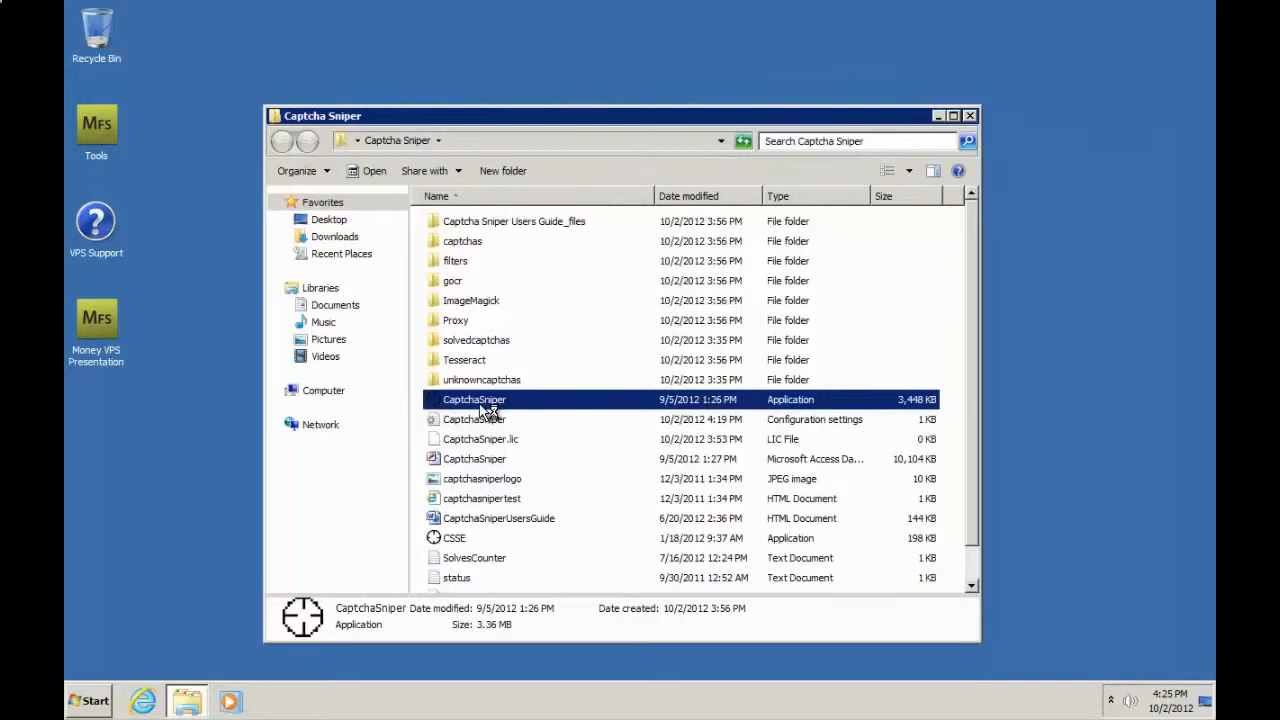 Recycle Bin
MFS
Tools
?
VPS Support
MFS
Money VPS
Presentation
Captcha Sniper
Captcha Sniper
Search Captcha Sniper
Organize
Open
Share with
New folder
?
Name Date modified Type Size
Favorites
Desktop
Downloads
Recent Places
Libraries
Documents
Music
Pictures
Videos
Computer
Network
Captcha Sniper Users Guide_files 10/2/2012 3:56 PM File folder
captchas 10/2/2012 3:56 PM File folder
filters 10/2/2012 3:56 PM File folder
gocr 10/2/2012 3:56 PM File folder
ImageMagick 10/2/2012 3:56 PM File folder
Proxy 10/2/2012 3:56 PM File folder
solvedcaptchas 10/2/2012 3:35 PM File folder
Tesseract 10/2/2012 3:56 PM File folder
unknowncaptchas 10/2/2012 3:35 PM File folder
CaptchaSniper 9/5/2012 1:26 PM Application 3,448 KB
CaptchaSniper 10/2/2012 4:19 PM Configuration settings 1 KB
CaptchaSniper.lic 10/2/2012 3:53 PM LIC File 0 KB
CaptchaSniper 9/5/2012 1:27 PM Microsoft Access Da... 10,104 KB
captchasniperlogo 12/3/2011 1:34 PM JPEG image 10 KB
captchasnipertest 12/3/2011 1:34 PM HTML Document 1 KB
CaptchaSniperUsersGuide 6/20/2012 2:36 PM HTML Document 144 KB
CSSE 1/18/2012 9:37 AM Application 198 KB
SolvesCounter 7/16/2012 12:24 PM Text Document 1 KB
status 9/30/2011 12:52 AM Text Document 1 KB
CaptchaSniper Date modified: 9/5/2012 1:26 PM Date created: 10/2/2012 3:56 PM
Application Size: 3.36 MB
Start
4:25 PM
10/2/2012